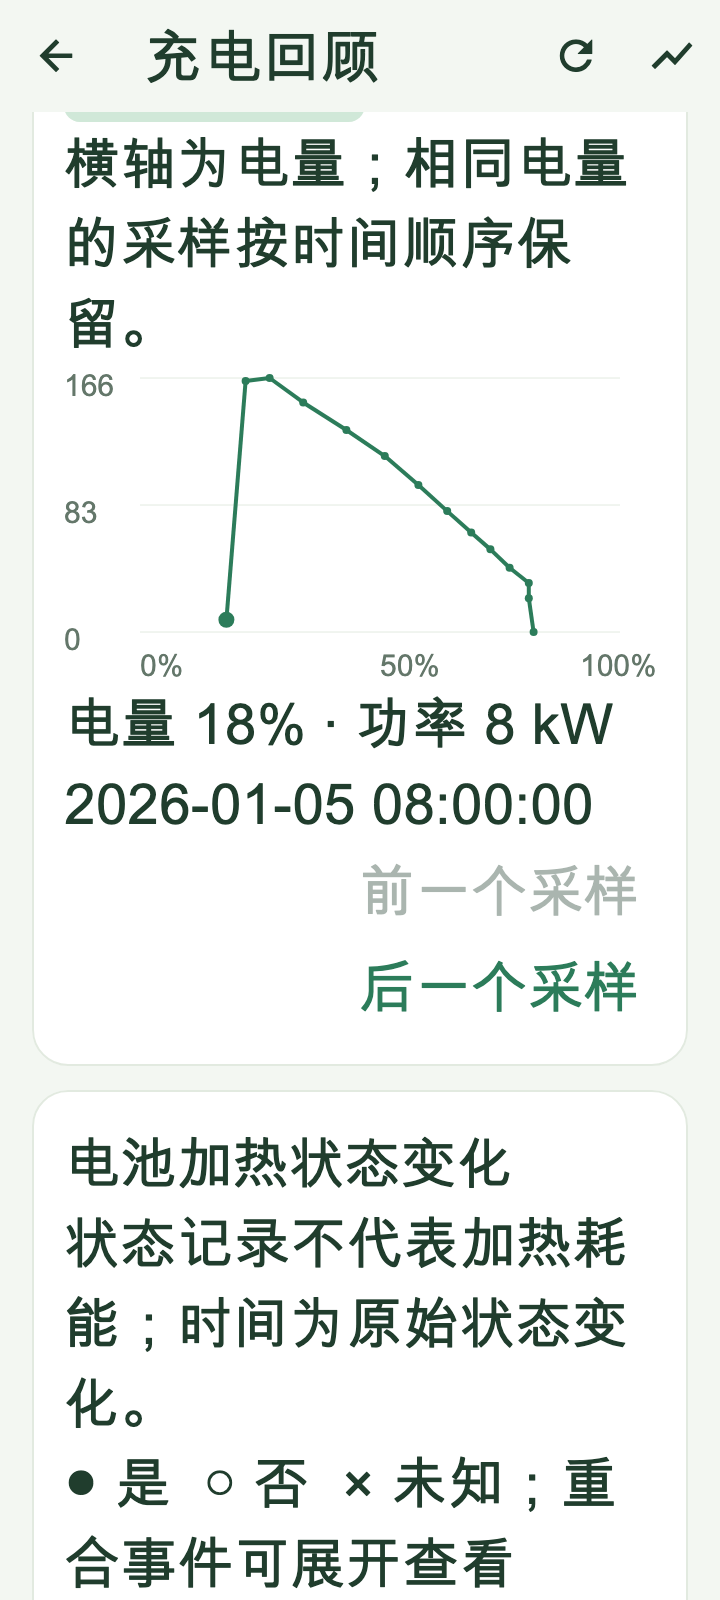 充电回顾
横轴为电量；相同电量
的采样按时间顺序保
留。
166
83
0
0% 50% 100%
电量 18% · 功率 8 kW
2026-01-05 08:00:00
前一个采样
后一个采样
电池加热状态变化
状态记录不代表加热耗
能；时间为原始状态变
化。
● 是 ○ 否 × 未知；重
合事件可展开查看